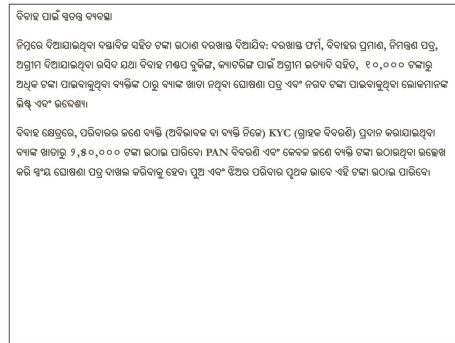 ବିବାହ ପାଇଁ ସ୍ୱତନ୍ତ୍ର ବ୍ୟବସ୍ଥା
ନିମ୍ନରେ ଦିଆଯାଇଥିବା ଦସ୍ତାବିଜ ସହିତ ଟଙ୍କା ଉଠାଣ ଦରଖାସ୍ତ ଦିଆଯିବ: ଦରଖାସ୍ତ ଫର୍ମ, ବିବାହର ପ୍ରମାଣ, ନିମନ୍ତ୍ରଣ ପତ୍ର,
ଅଗ୍ରୀମ ଦିଆଯାଇଥିବା ରସିଦ ଯଥା ବିବାହ ମଣ୍ଡପ ବୁକିଙ୍ଗ, କ୍ୟାଟରିଙ୍ଗ ପାଇଁ ଅଗ୍ରୀମ ଇତ୍ୟାଦି ସହିତ, ୧୦,୦୦୦ ଟଙ୍କାରୁ
ଅଧିକ ଟଙ୍କା ପାଇବାକୁଥିବା ବ୍ୟକ୍ତିଙ୍କ ଠାରୁ ବ୍ୟାଙ୍କ ଖାତା ନଥିବା ଘୋଷଣା ପତ୍ର ଏବଂ ନଗଦ ଟଙ୍କା ପାଇବାକୁଥିବା ଲୋକମାନଙ୍କ
ଲିଷ୍ଟ ଏବଂ ଉଦ୍ଦେଶ୍ୟ।
ବିବାହ କ୍ଷେତ୍ରରେ, ପରିବାରର ଜଣେ ବ୍ୟକ୍ତି (ଅବିଭାବକ ବା ବ୍ୟକ୍ତି ନିଜେ) KYC (ଗ୍ରାହକ ବିବରଣୀ) ପ୍ରଦାନ କରାଯାଇଥିବା
ବ୍ୟାଙ୍କ ଖାତାରୁ ୨,୫୦,୦୦୦ ଟଙ୍କା ଉଠାଇ ପାରିବେ। PAN ବିବରଣୀ ଏବଂ କେବଳ ଜଣେ ବ୍ୟକ୍ତି ଟଙ୍କା ଉଠାଉଥିବା ଉଲ୍ଲେଖ
କରି ସ୍ଵଂୟ ଘୋଷଣା ପତ୍ର ଦାଖଲ କରିବାକୁ ହେବ। ପୁଅ ଏବଂ ଝିଅର ପରିବାର ପୃଥକ ଭାବେ ଏହି ଟଙ୍କା ଉଠାଇ ପାରିବେ।